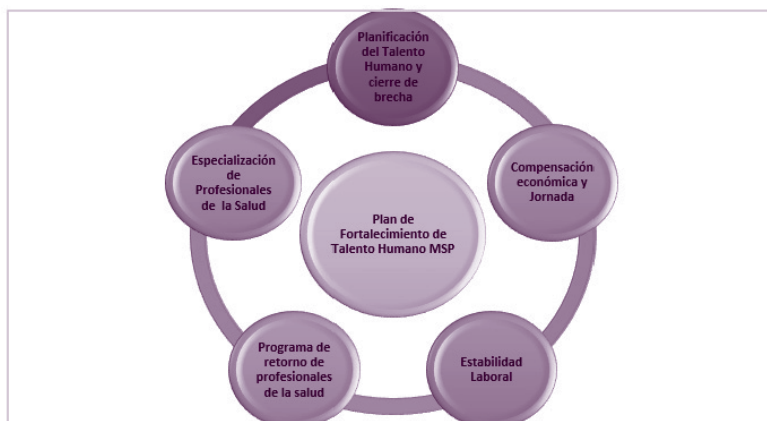 Planificación
del Talento
Humano y
cierre de
brecha
Compensación
económica y
Jornada
Estabilidad
Laboral
Programa de
retorno de
profesionales
de la salud
Especialización
de
Profesionales
de la Salud
Plan de
Fortalecimiento de
Talento Humano MSP